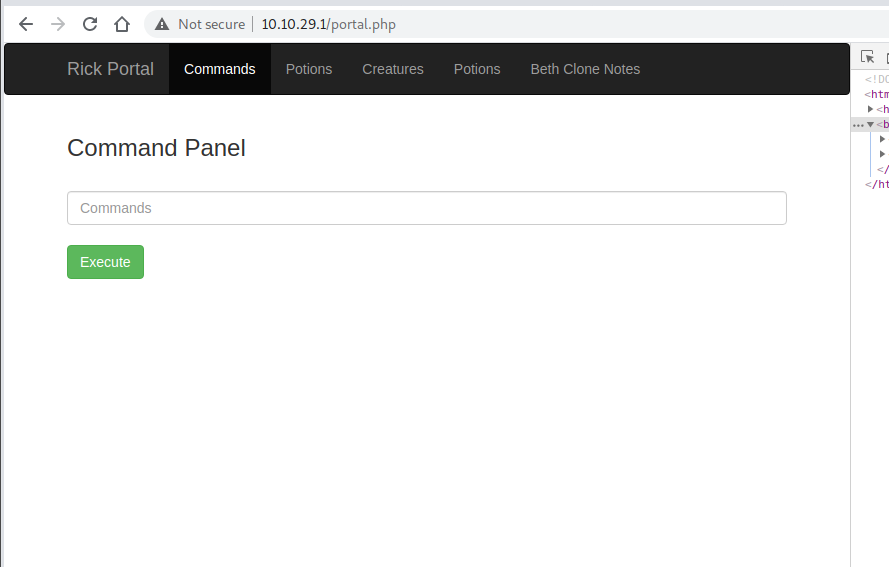 Not secure 10.10.29.1/portal.php
Rick Portal Commands Potions Creatures Potions Beth Clone Notes
Command Panel
Commands
Execute
<!DO
<htm
<h
<b
</
</ht